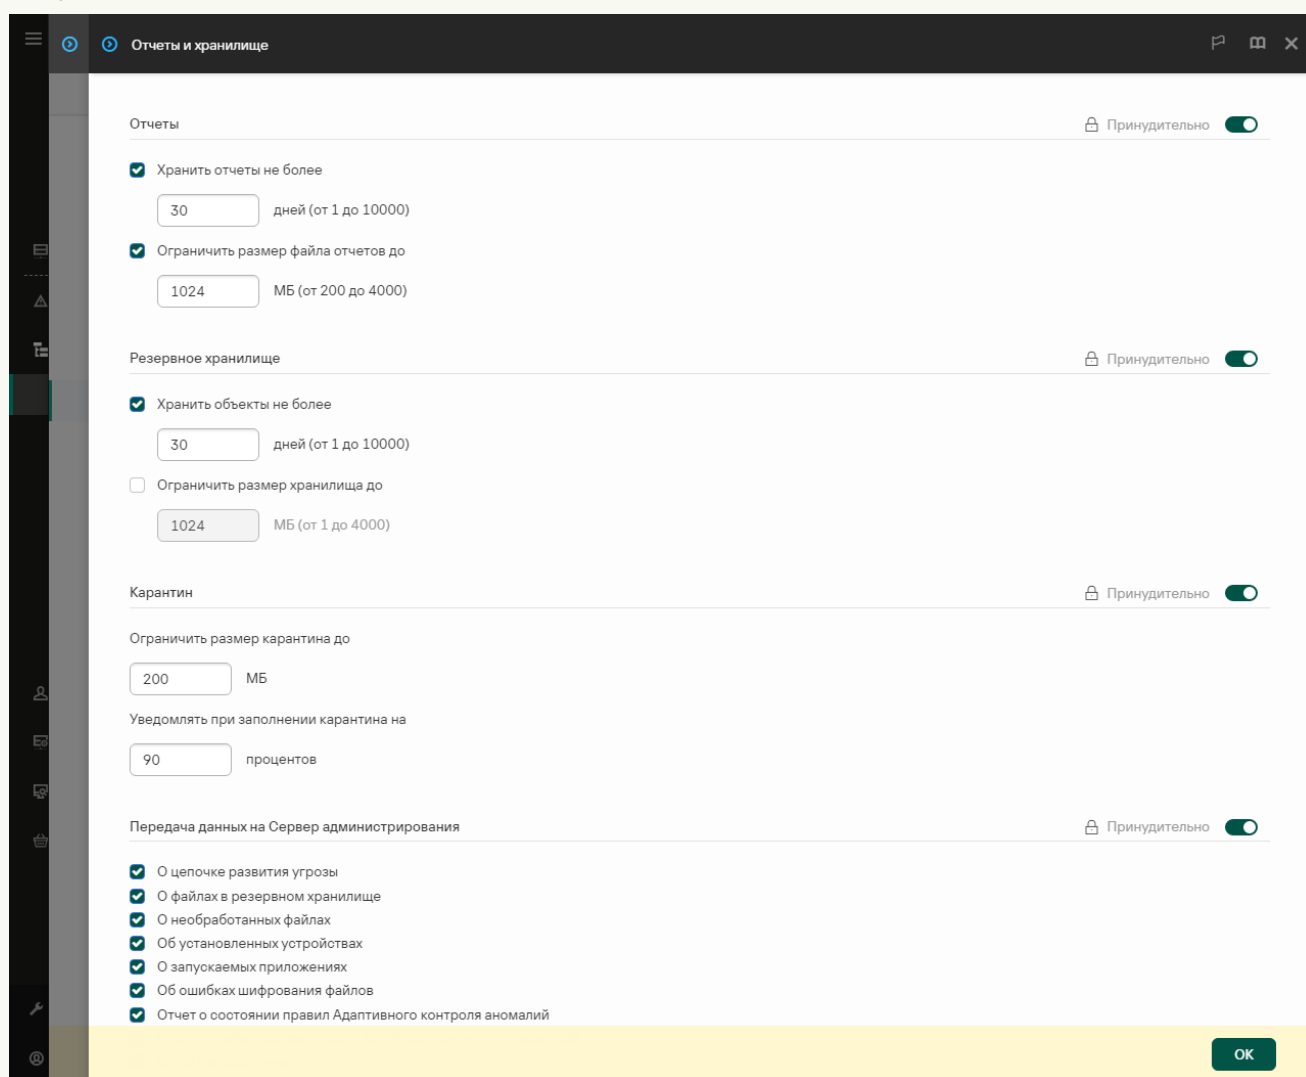 Отчеты и хранилище
Отчеты
Принудительно
Хранить отчеты не более
30 дней (от 1 до 10000)
Ограничить размер файла отчетов до
1024 МБ (от 200 до 4000)
Резервное хранилище
Принудительно
Хранить объекты не более
30 дней (от 1 до 10000)
Ограничить размер хранилища до
1024 МБ (от 1 до 4000)
Карантин
Принудительно
Ограничить размер карантина до
200 МБ
Уведомлять при заполнении карантина на
90 процентов
Передача данных на Сервер администрирования
Принудительно
О цепочке развития угрозы
О файлах в резервном хранилище
О необработанных файлах
Об установленных устройствах
О запускаемых приложениях
Об ошибках шифрования файлов
Отчет о состоянии правил Адаптивного контроля аномалий
ОК